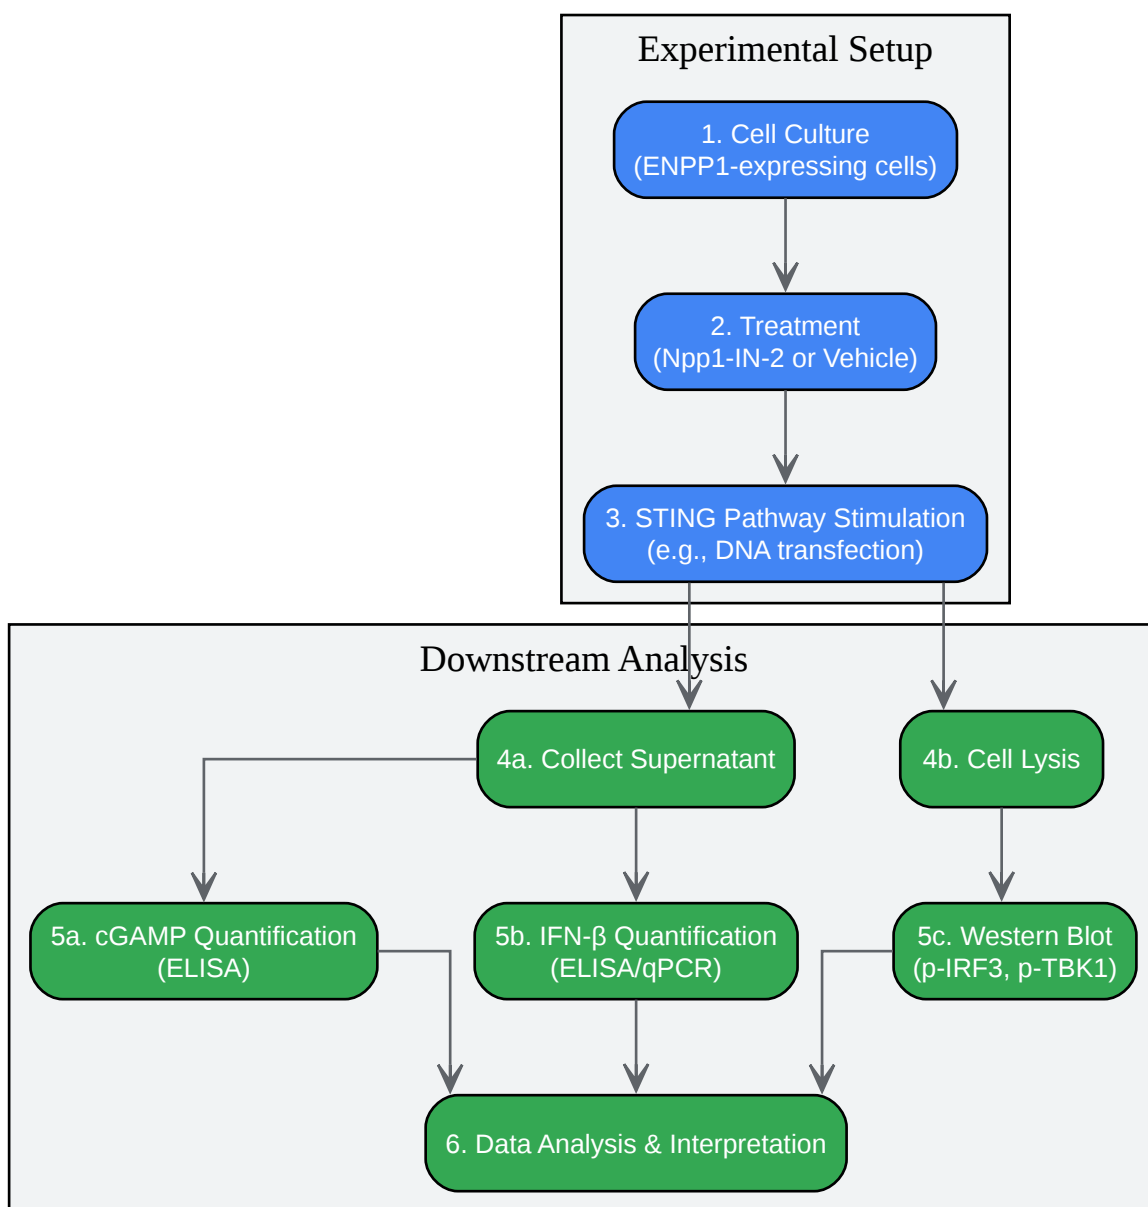 Experimental Setup
1. Cell Culture
(ENPP1-expressing cells)
2. Treatment
(Npp1-IN-2 or Vehicle)
3. STING Pathway Stimulation
(e.g., DNA transfection)
Downstream Analysis
4a. Collect Supernatant
4b. Cell Lysis
5a. cGAMP Quantification
(ELISA)
5b. IFN-β Quantification
(ELISA/qPCR)
5c. Western Blot
(p-IRF3, p-TBK1)
6. Data Analysis & Interpretation